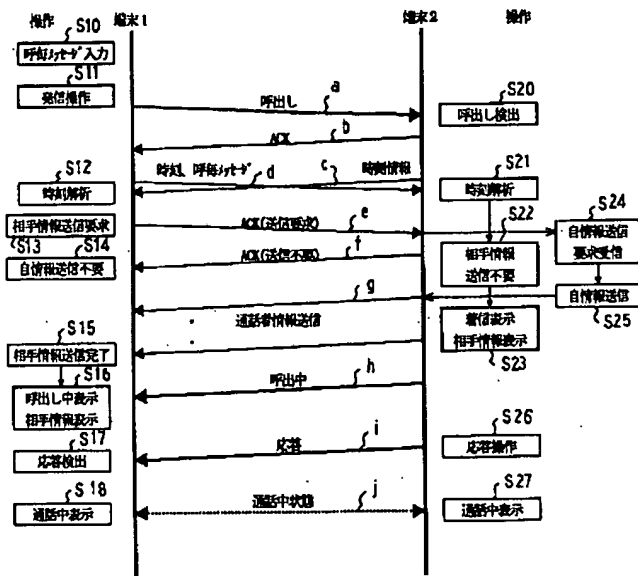 操作
S10
端末1
端末2
操作
呼毎メッセージ入力
S11
発信操作
a
呼出し
S20
呼出し検出
b
ACK
S12
時刻、呼毎メッセージ
d
c
時刻情報
S21
時刻解析
時刻解析
S24
相手情報送信要求
ACK(送信要求)
e
S22
自情報送信
要求受信
S13
S14
ACK(送信不要)
f
相手情報
送信不要
自情報送信不要
g
自情報送信
通話者情報送信
着信表示
相手情報表示
S25
S15
S23
相手情報送信完了
S16
呼出中
h
呼出し中表示
相手情報表示
S17
応答
i
S26
応答検出
応答操作
S18
通話中状態
j
S27
通話中表示
通話中表示